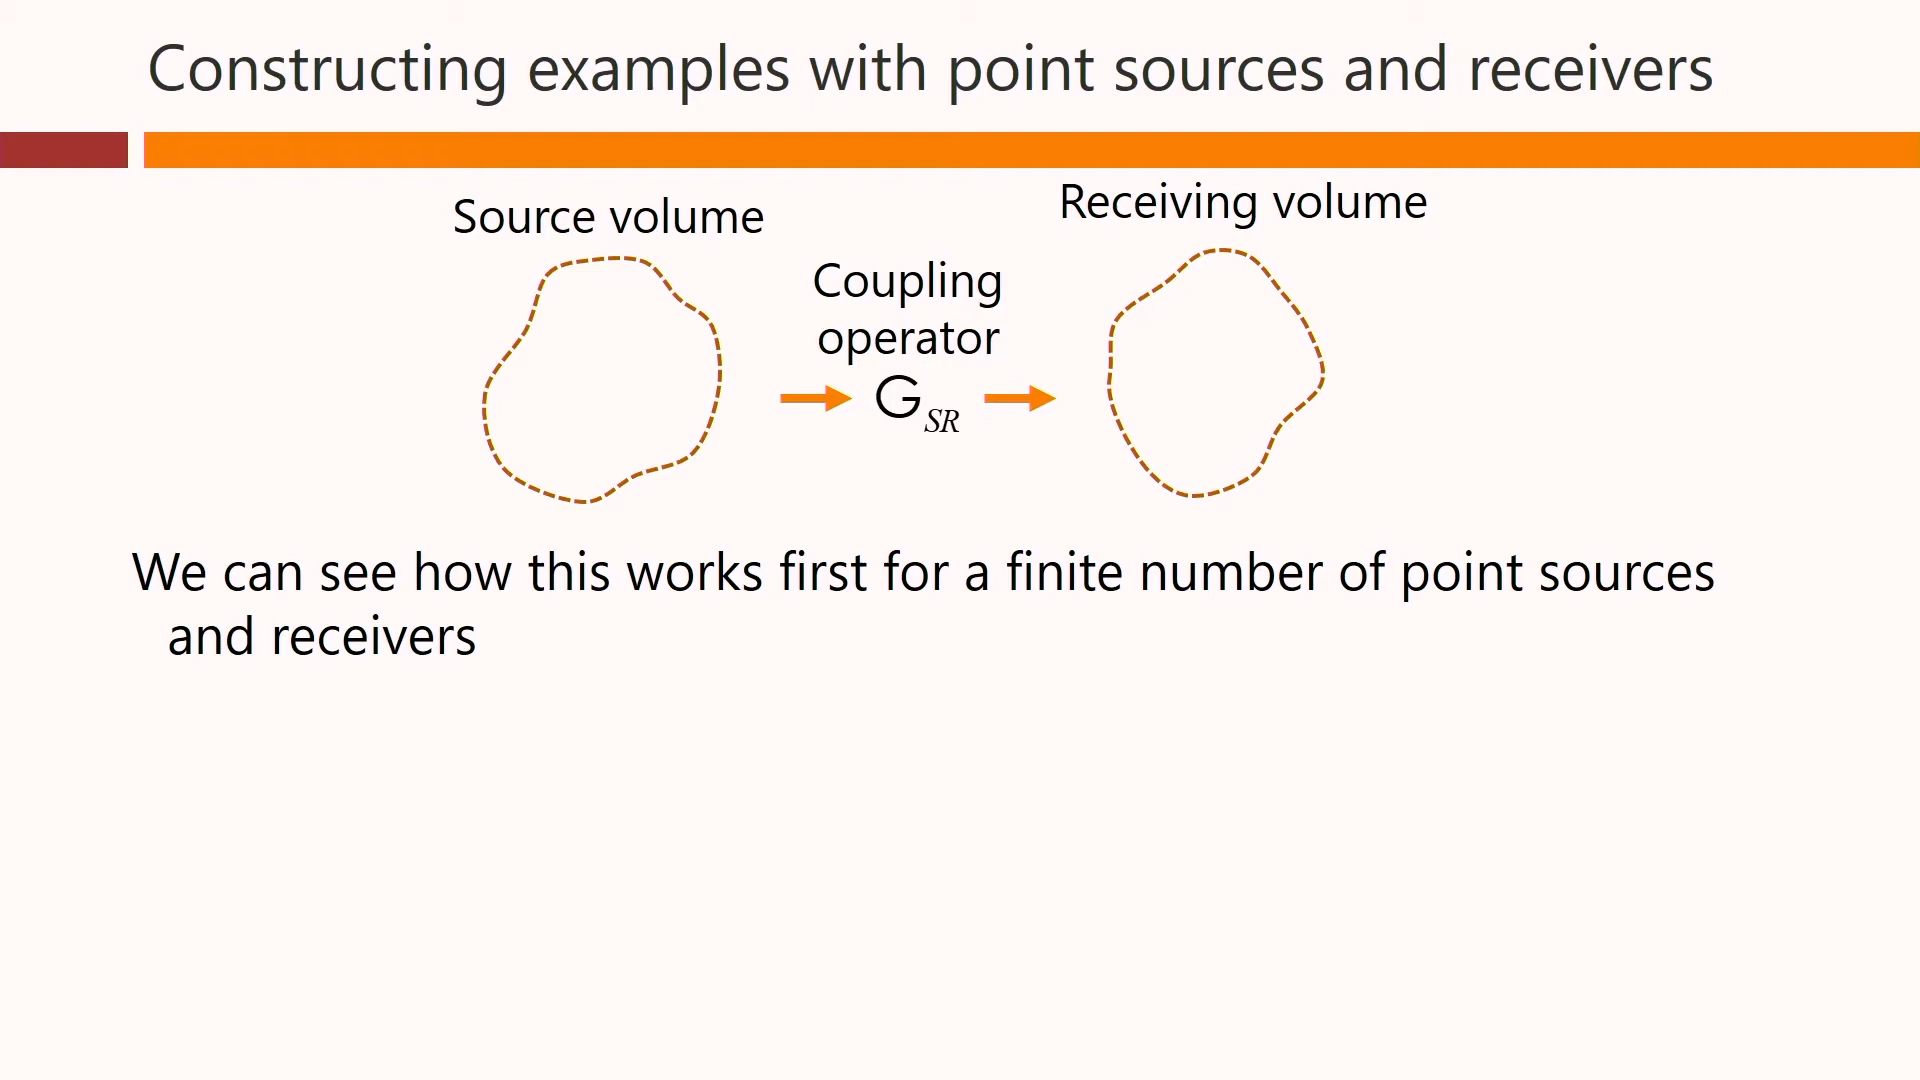 Constructing examples with point sources and receivers
Source volume
Receiving volume
Coupling
operator
G_SR
We can see how this works first for a finite number of point sources
and receivers